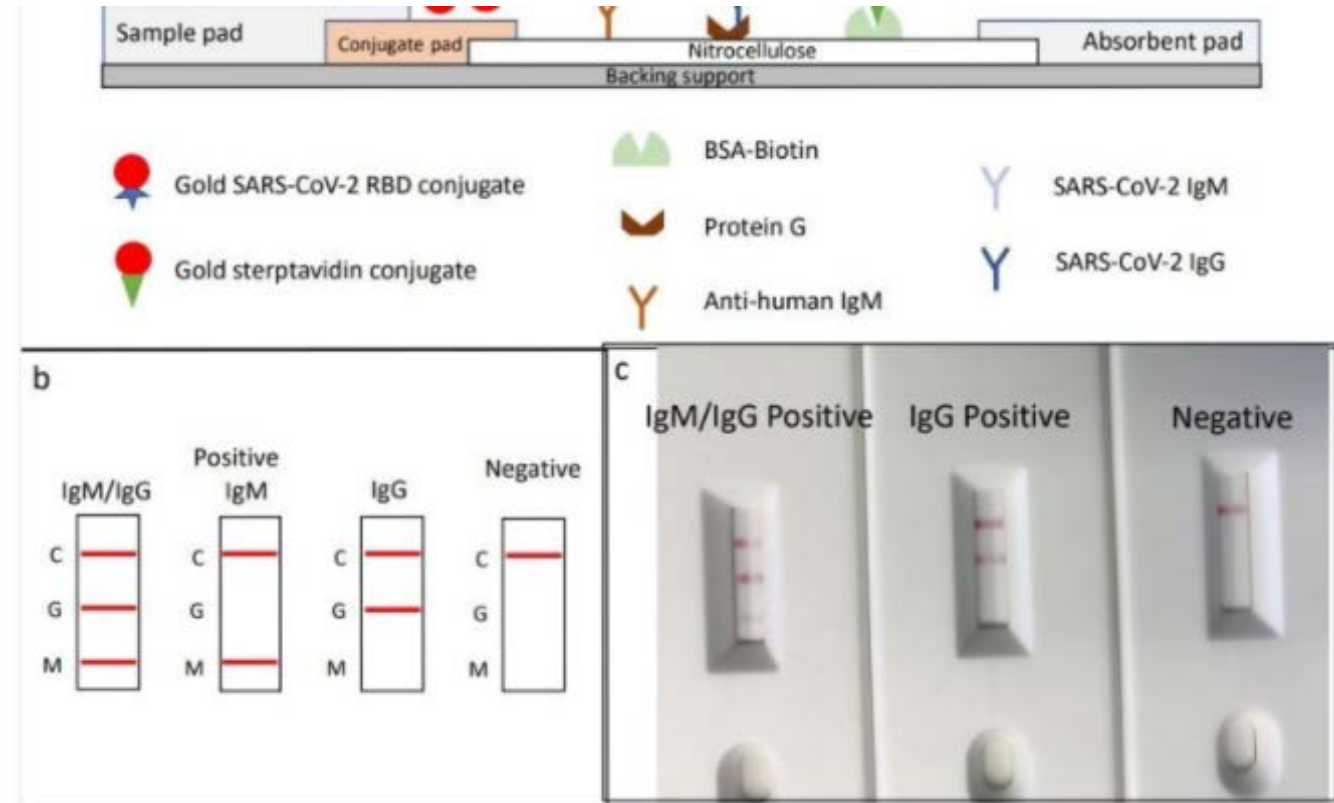 Sample pad
Conjugate pad
Nitrocellulose
Absorbent pad
Backing support
Gold SARS-CoV-2 RBD conjugate
Gold sterptavidin conjugate
BSA-Biotin
Protein G
Anti-human IgM
SARS-CoV-2 IgM
SARS-CoV-2 IgG
b
Positive
IgM/IgG IgM IgG Negative
C C C C
G G G G
M M M M
c
IgM/IgG Positive IgG Positive Negative